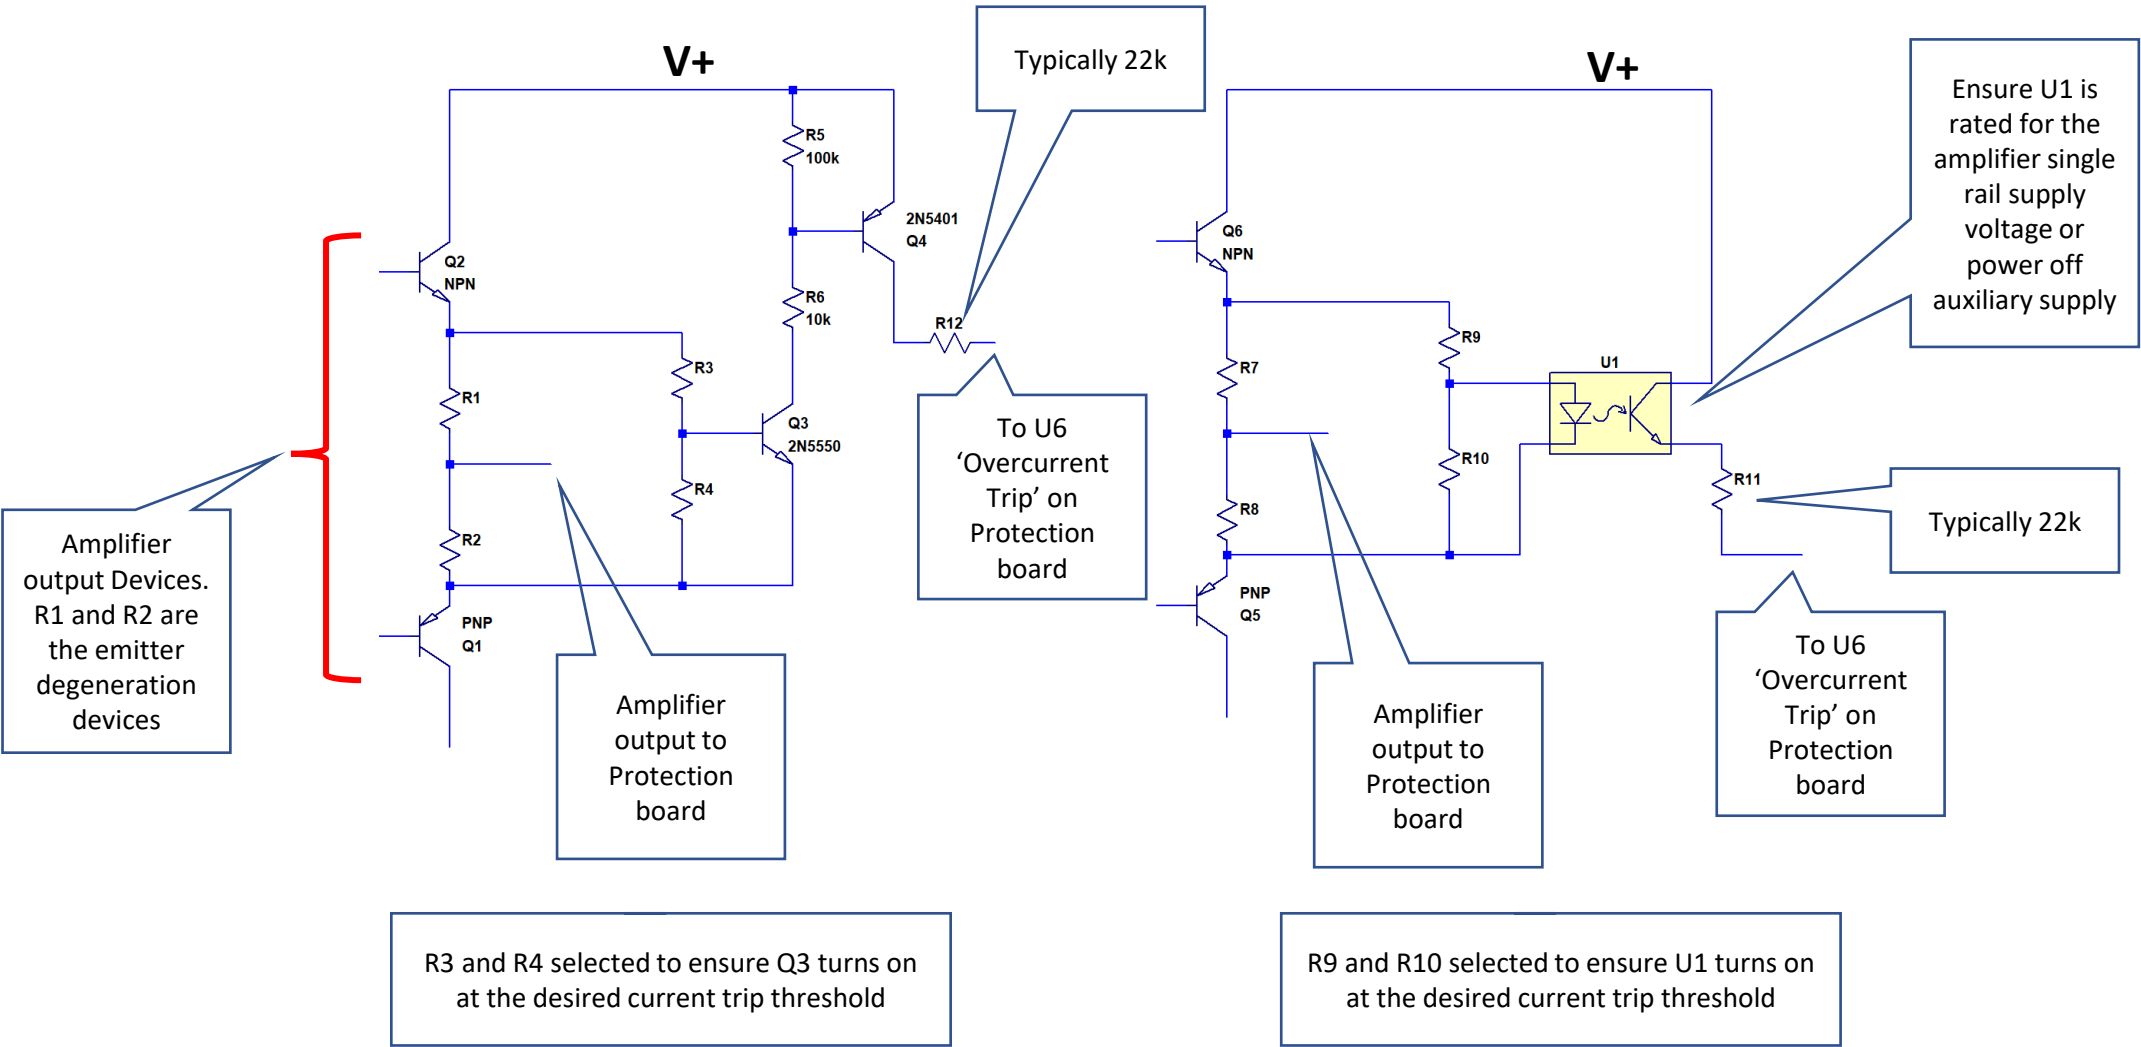 V+
R5
100k
2N5401
Q4
Q2
NPN
R6
10k
R12
R3
R1
Q3
2N5550
R4
R2
PNP
Q1
Typically 22k
To U6
‘Overcurrent
Trip’ on
Protection
board
Amplifier
output Devices.
R1 and R2 are
the emitter
degeneration
devices
Amplifier
output to
Protection
board
R3 and R4 selected to ensure Q3 turns on
at the desired current trip threshold
V+
Q6
NPN
R9
R7
U1
R10
R11
R8
PNP
Q5
Ensure U1 is
rated for the
amplifier single
rail supply
voltage or
power off
auxiliary supply
Typically 22k
To U6
‘Overcurrent
Trip’ on
Protection
board
Amplifier
output to
Protection
board
R9 and R10 selected to ensure U1 turns on
at the desired current trip threshold